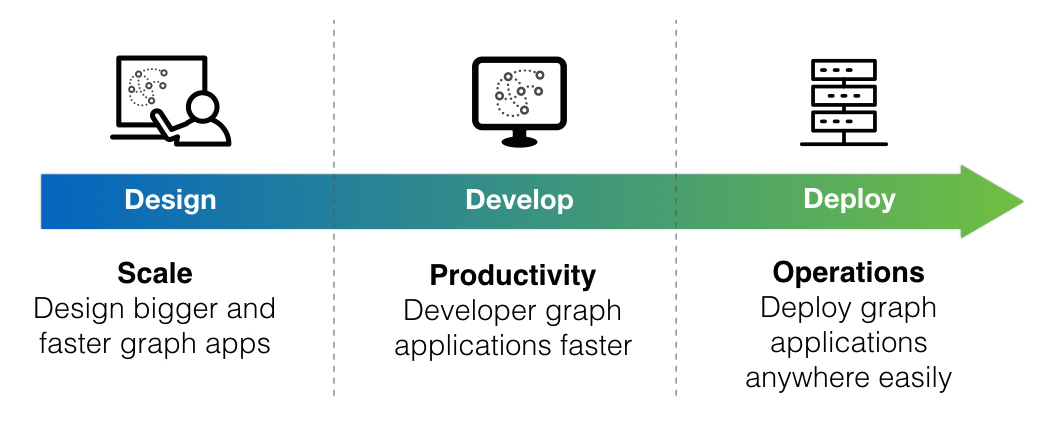 Design
Develop
Deploy
Scale
Design bigger and
faster graph apps
Productivity
Developer graph
applications faster
Operations
Deploy graph
applications
anywhere easily